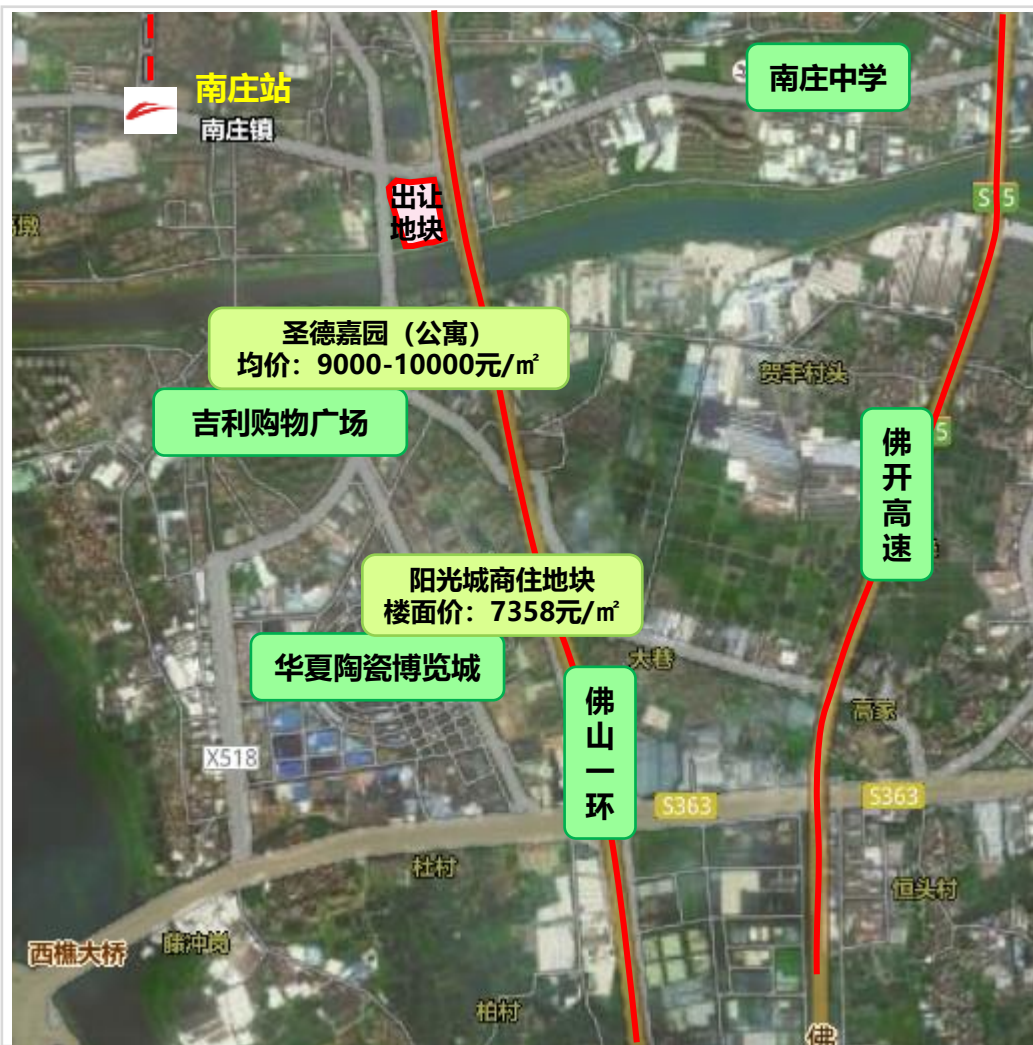 南庄站
南庄镇
南庄中学
出让
地块
圣德嘉园（公寓）
均价：9000-10000元/㎡
吉利购物广场
贺丰村头
佛开高速
阳光城商住地块
楼面价：7358元/㎡
大巷
华夏陶瓷博览城
佛山一环
高家
X518
S363
S363
杜村
恒头村
西樵大桥
藤冲岗
柏村
佛